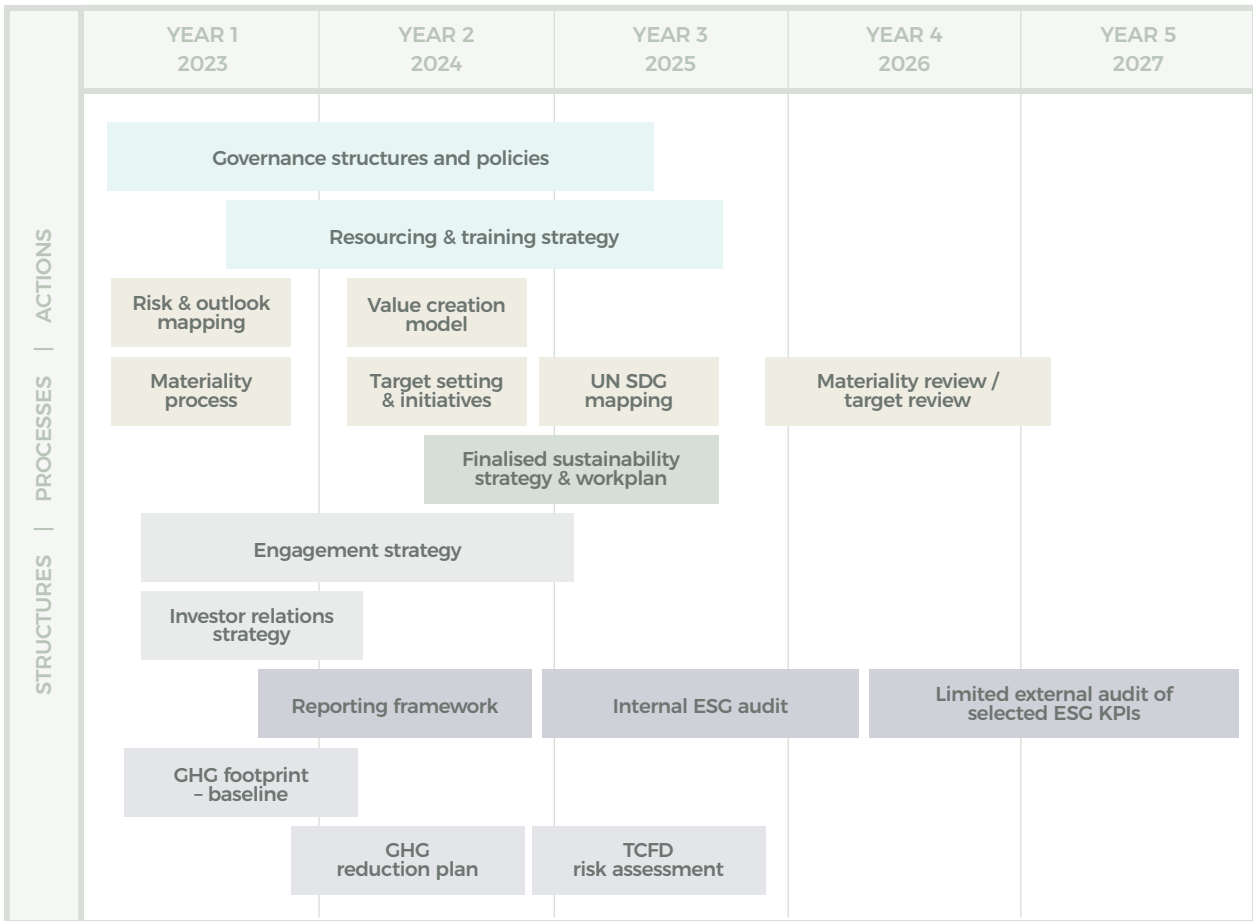 YEAR 1
2023
YEAR 2
2024
YEAR 3
2025
YEAR 4
2026
YEAR 5
2027
STRUCTURES | PROCESSES | ACTIONS
Governance structures and policies
Resourcing & training strategy
Risk & outlook
mapping
Value creation
model
Materiality
process
Target setting
& initiatives
UN SDG
mapping
Materiality review /
target review
Finalised sustainability
strategy & workplan
Engagement strategy
Investor relations
strategy
Reporting framework
Internal ESG audit
Limited external audit of
selected ESG KPIs
GHG footprint
– baseline
GHG
reduction plan
TCFD
risk assessment